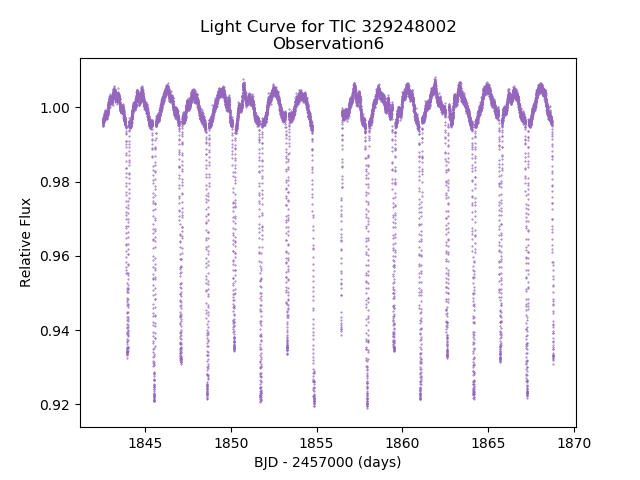 Light Curve for TIC 329248002
Observation6
1.00
0.98
0.96
0.94
0.92
Relative Flux
1845
1850
1855
1860
1865
1870
BJD - 2457000 (days)